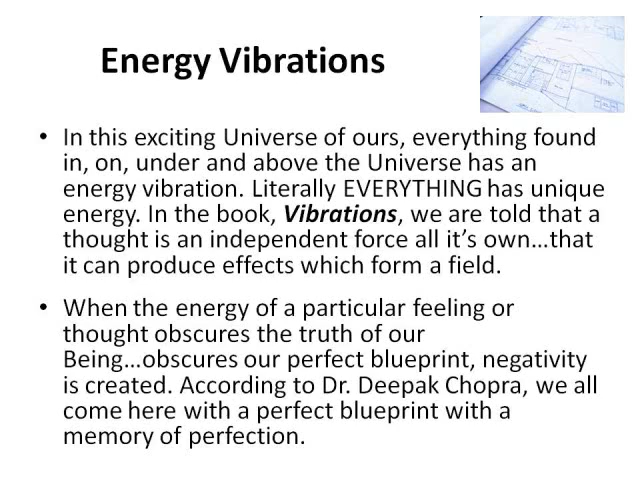 Energy Vibrations
• In this exciting Universe of ours, everything found
in, on, under and above the Universe has an
energy vibration. Literally EVERYTHING has unique
energy. In the book, Vibrations, we are told that a
thought is an independent force all it's own…that
it can produce effects which form a field.
• When the energy of a particular feeling or
thought obscures the truth of our
Being…obscures our perfect blueprint, negativity
is created. According to Dr. Deepak Chopra, we all
come here with a perfect blueprint with a
memory of perfection.